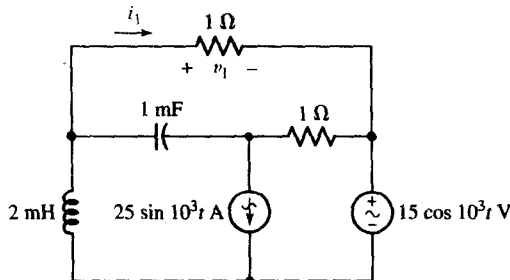 i₁
1 Ω
+ v₁ −
1 mF
1 Ω
2 mH
25 sin 10³t A
+
−
15 cos 10³t V